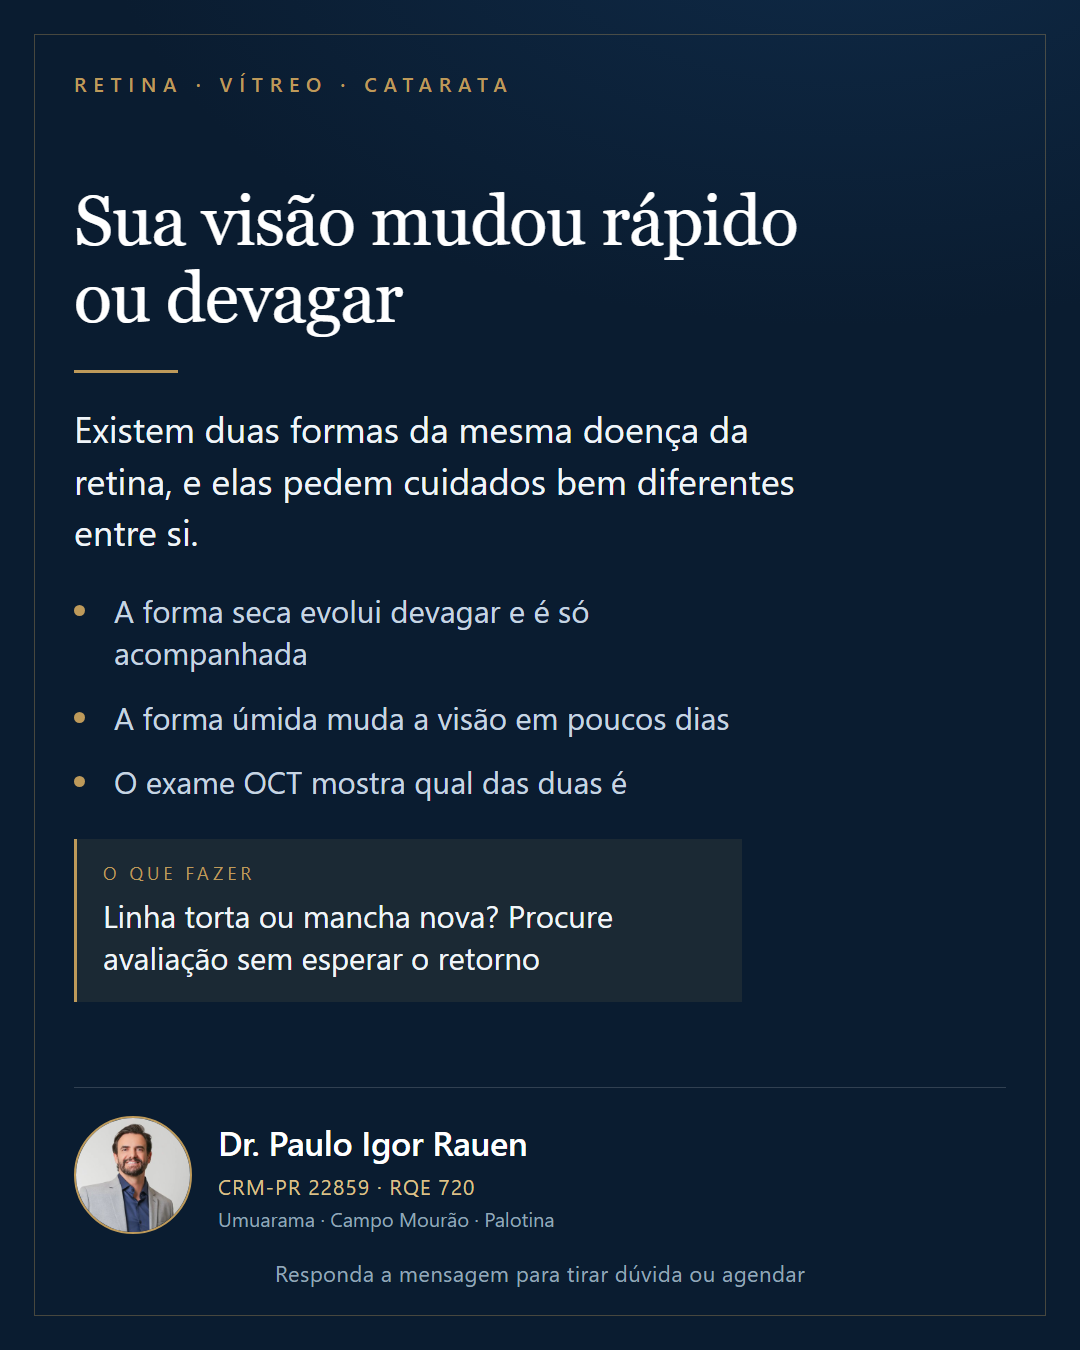 RETINA · VÍTREO · CATARATA
Sua visão mudou rápido
ou devagar
Existem duas formas da mesma doença da
retina, e elas pedem cuidados bem diferentes
entre si.
• A forma seca evolui devagar e é só
acompanhada
• A forma úmida muda a visão em poucos dias
• O exame OCT mostra qual das duas é
O QUE FAZER
Linha torta ou mancha nova? Procure
avaliação sem esperar o retorno
Dr. Paulo Igor Rauen
CRM-PR 22859 · RQE 720
Umuarama · Campo Mourão · Palotina
Responda a mensagem para tirar dúvida ou agendar